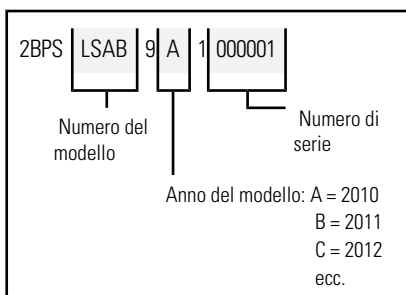 2BPS LSAB 9 A 1 000001
Numero del
modello
Numero di
serie
Anno del modello: A = 2010
B = 2011
C = 2012
ecc.